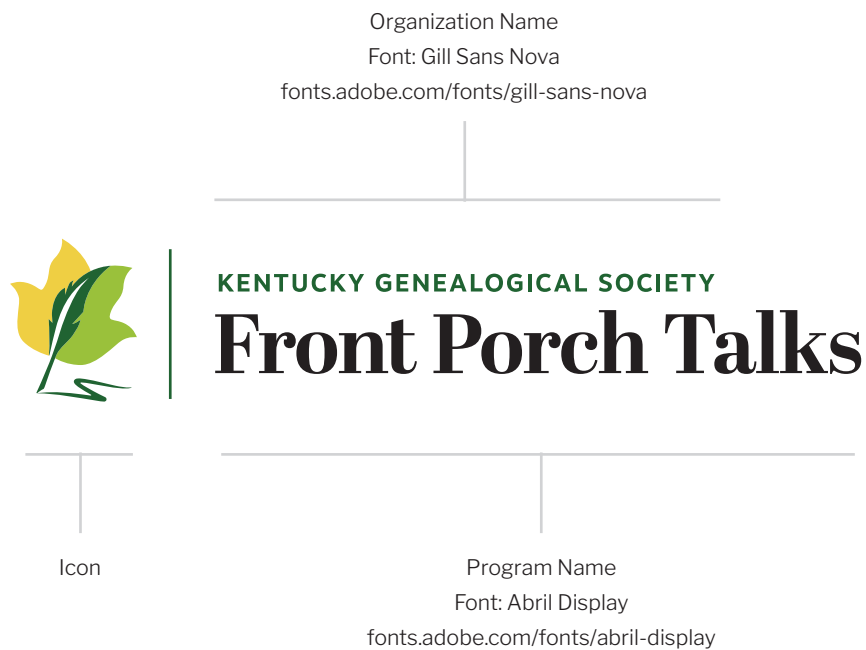 Organization Name
Font: Gill Sans Nova
fonts.adobe.com/fonts/gill-sans-nova
KENTUCKY GENEALOGICAL SOCIETY
Front Porch Talks
Icon
Program Name
Font: Abril Display
fonts.adobe.com/fonts/abril-display